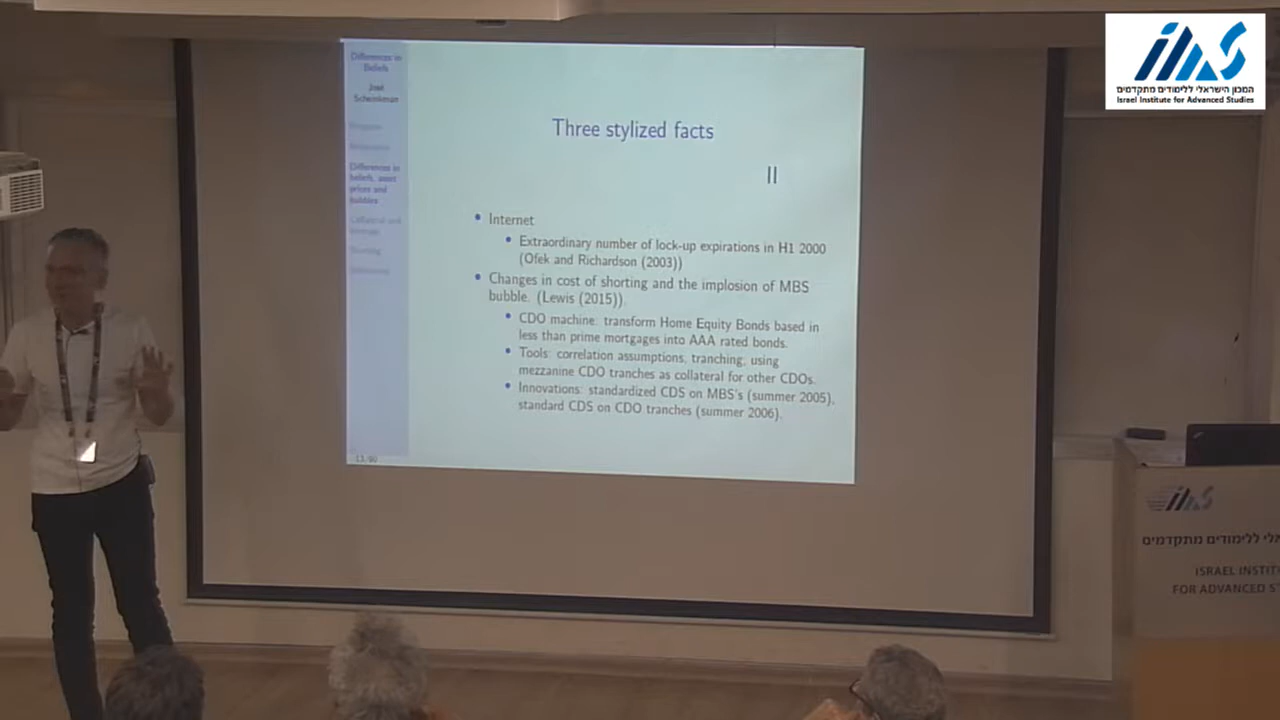 המכון הישראלי ללימודים מתקדמים
Israel Institute for Advanced Studies
Differences in
Beliefs
José
Scheinkman
Differences in
beliefs, asset
prices and
bubbles
Three stylized facts
II
• Internet
• Extraordinary number of lock-up expirations in H1 2000
(Ofek and Richardson (2003))
• Changes in cost of shorting and the implosion of MBS
bubble. (Lewis (2015)).
• CDO machine: transform Home Equity Bonds based in
less than prime mortgages into AAA rated bonds.
• Tools: correlation assumptions, tranching, using
mezzanine CDO tranches as collateral for other CDOs.
• Innovations: standardized CDS on MBS's (summer 2005),
standard CDS on CDO tranches (summer 2006).
13/90
ללימודים מתקדמים
ISRAEL INSTIT
FOR ADVANCED S